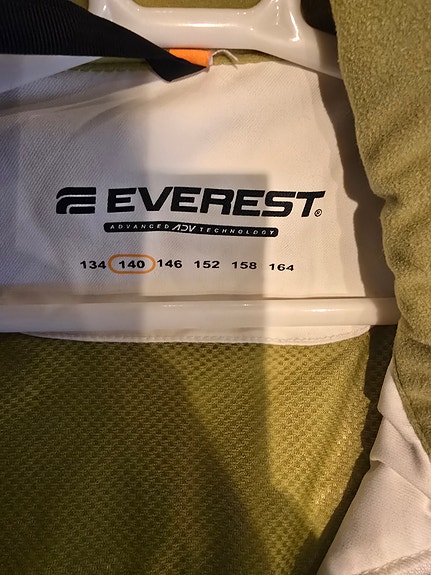 EVEREST®
ADVANCED ADV TECHNOLOGY
134 140 146 152 158 164